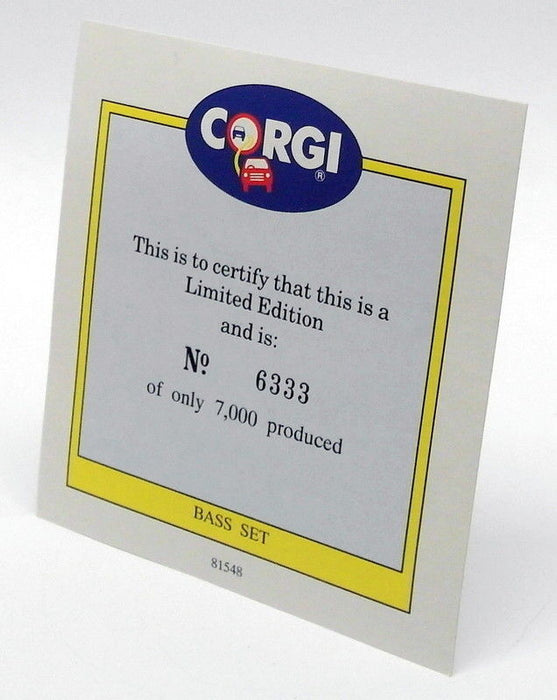 CORGI
®
This is to certify that this is a
Limited Edition
and is:
Nº 6333
of only 7,000 produced
BASS SET
81548